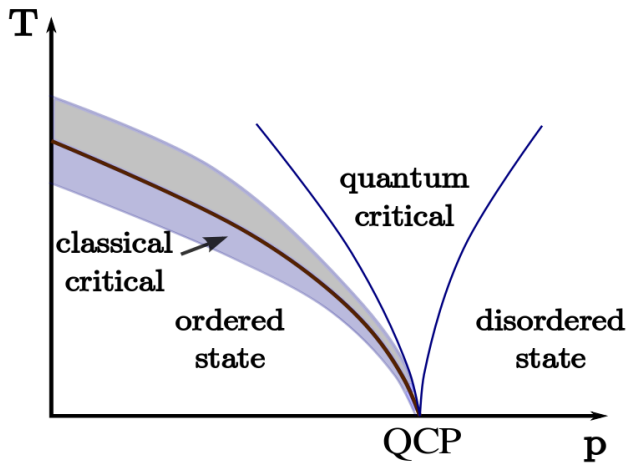 T
quantum
critical
classical
critical
ordered
state
disordered
state
QCP
p